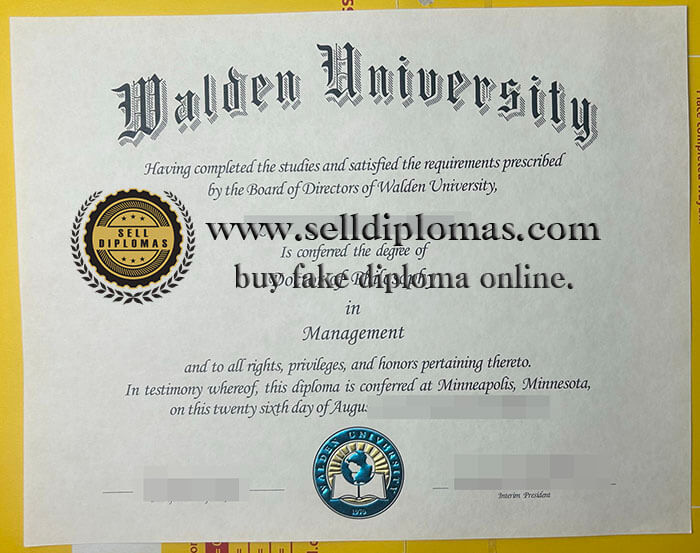 Walden University
Having completed the studies and satisfied the requirements prescribed
by the Board of Directors of Walden University,
SELL
DIPLOMAS
www.selldiplomas.com
Is conferred the degree of
Doctor of Philosophy
buy fake diploma online.
in
Management
and to all rights, privileges, and honors pertaining thereto.
In testimony whereof, this diploma is conferred at Minneapolis, Minnesota,
on this twenty sixth day of Augu
WALDEN UNIVERSITY
1970
Interim President